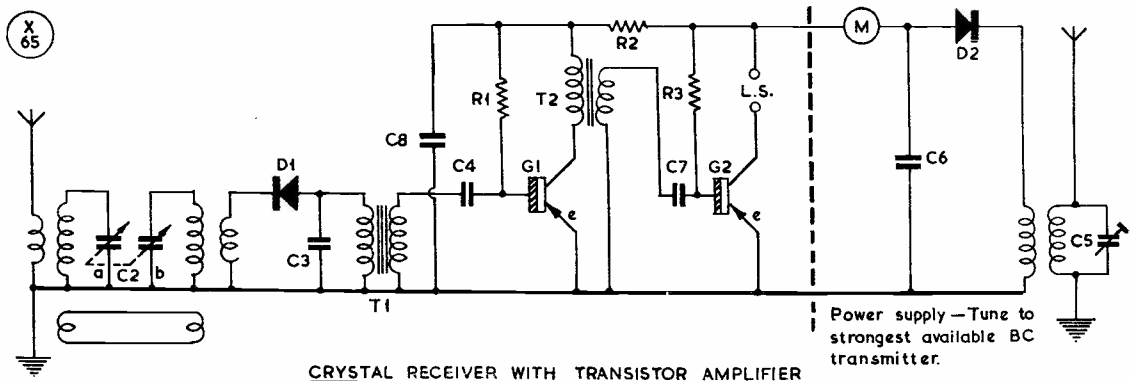 X
65
R2
M
D2
R1
T2
R3
L.S.
C8
D1
C4
G1
C7
G2
C6
e
e
C3
a
C2
b
C5
T1
Power supply — Tune to
strongest available BC
transmitter.
CRYSTAL RECEIVER WITH TRANSISTOR AMPLIFIER